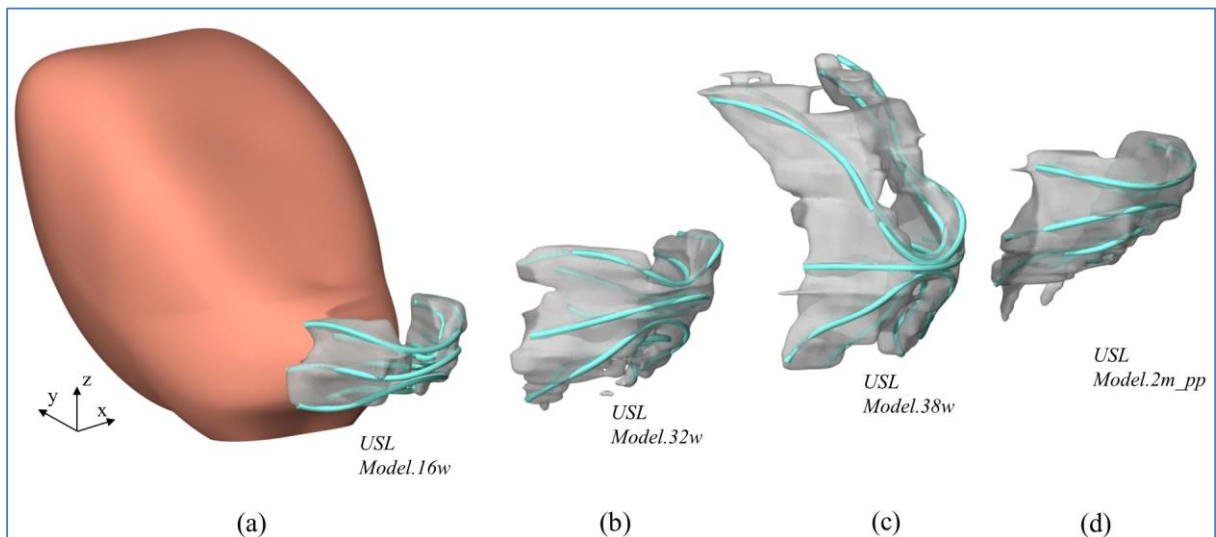 z
y
x
USL
Model.16w
USL
Model.32w
USL
Model.38w
USL
Model.2m_pp
(a)
(b)
(c)
(d)